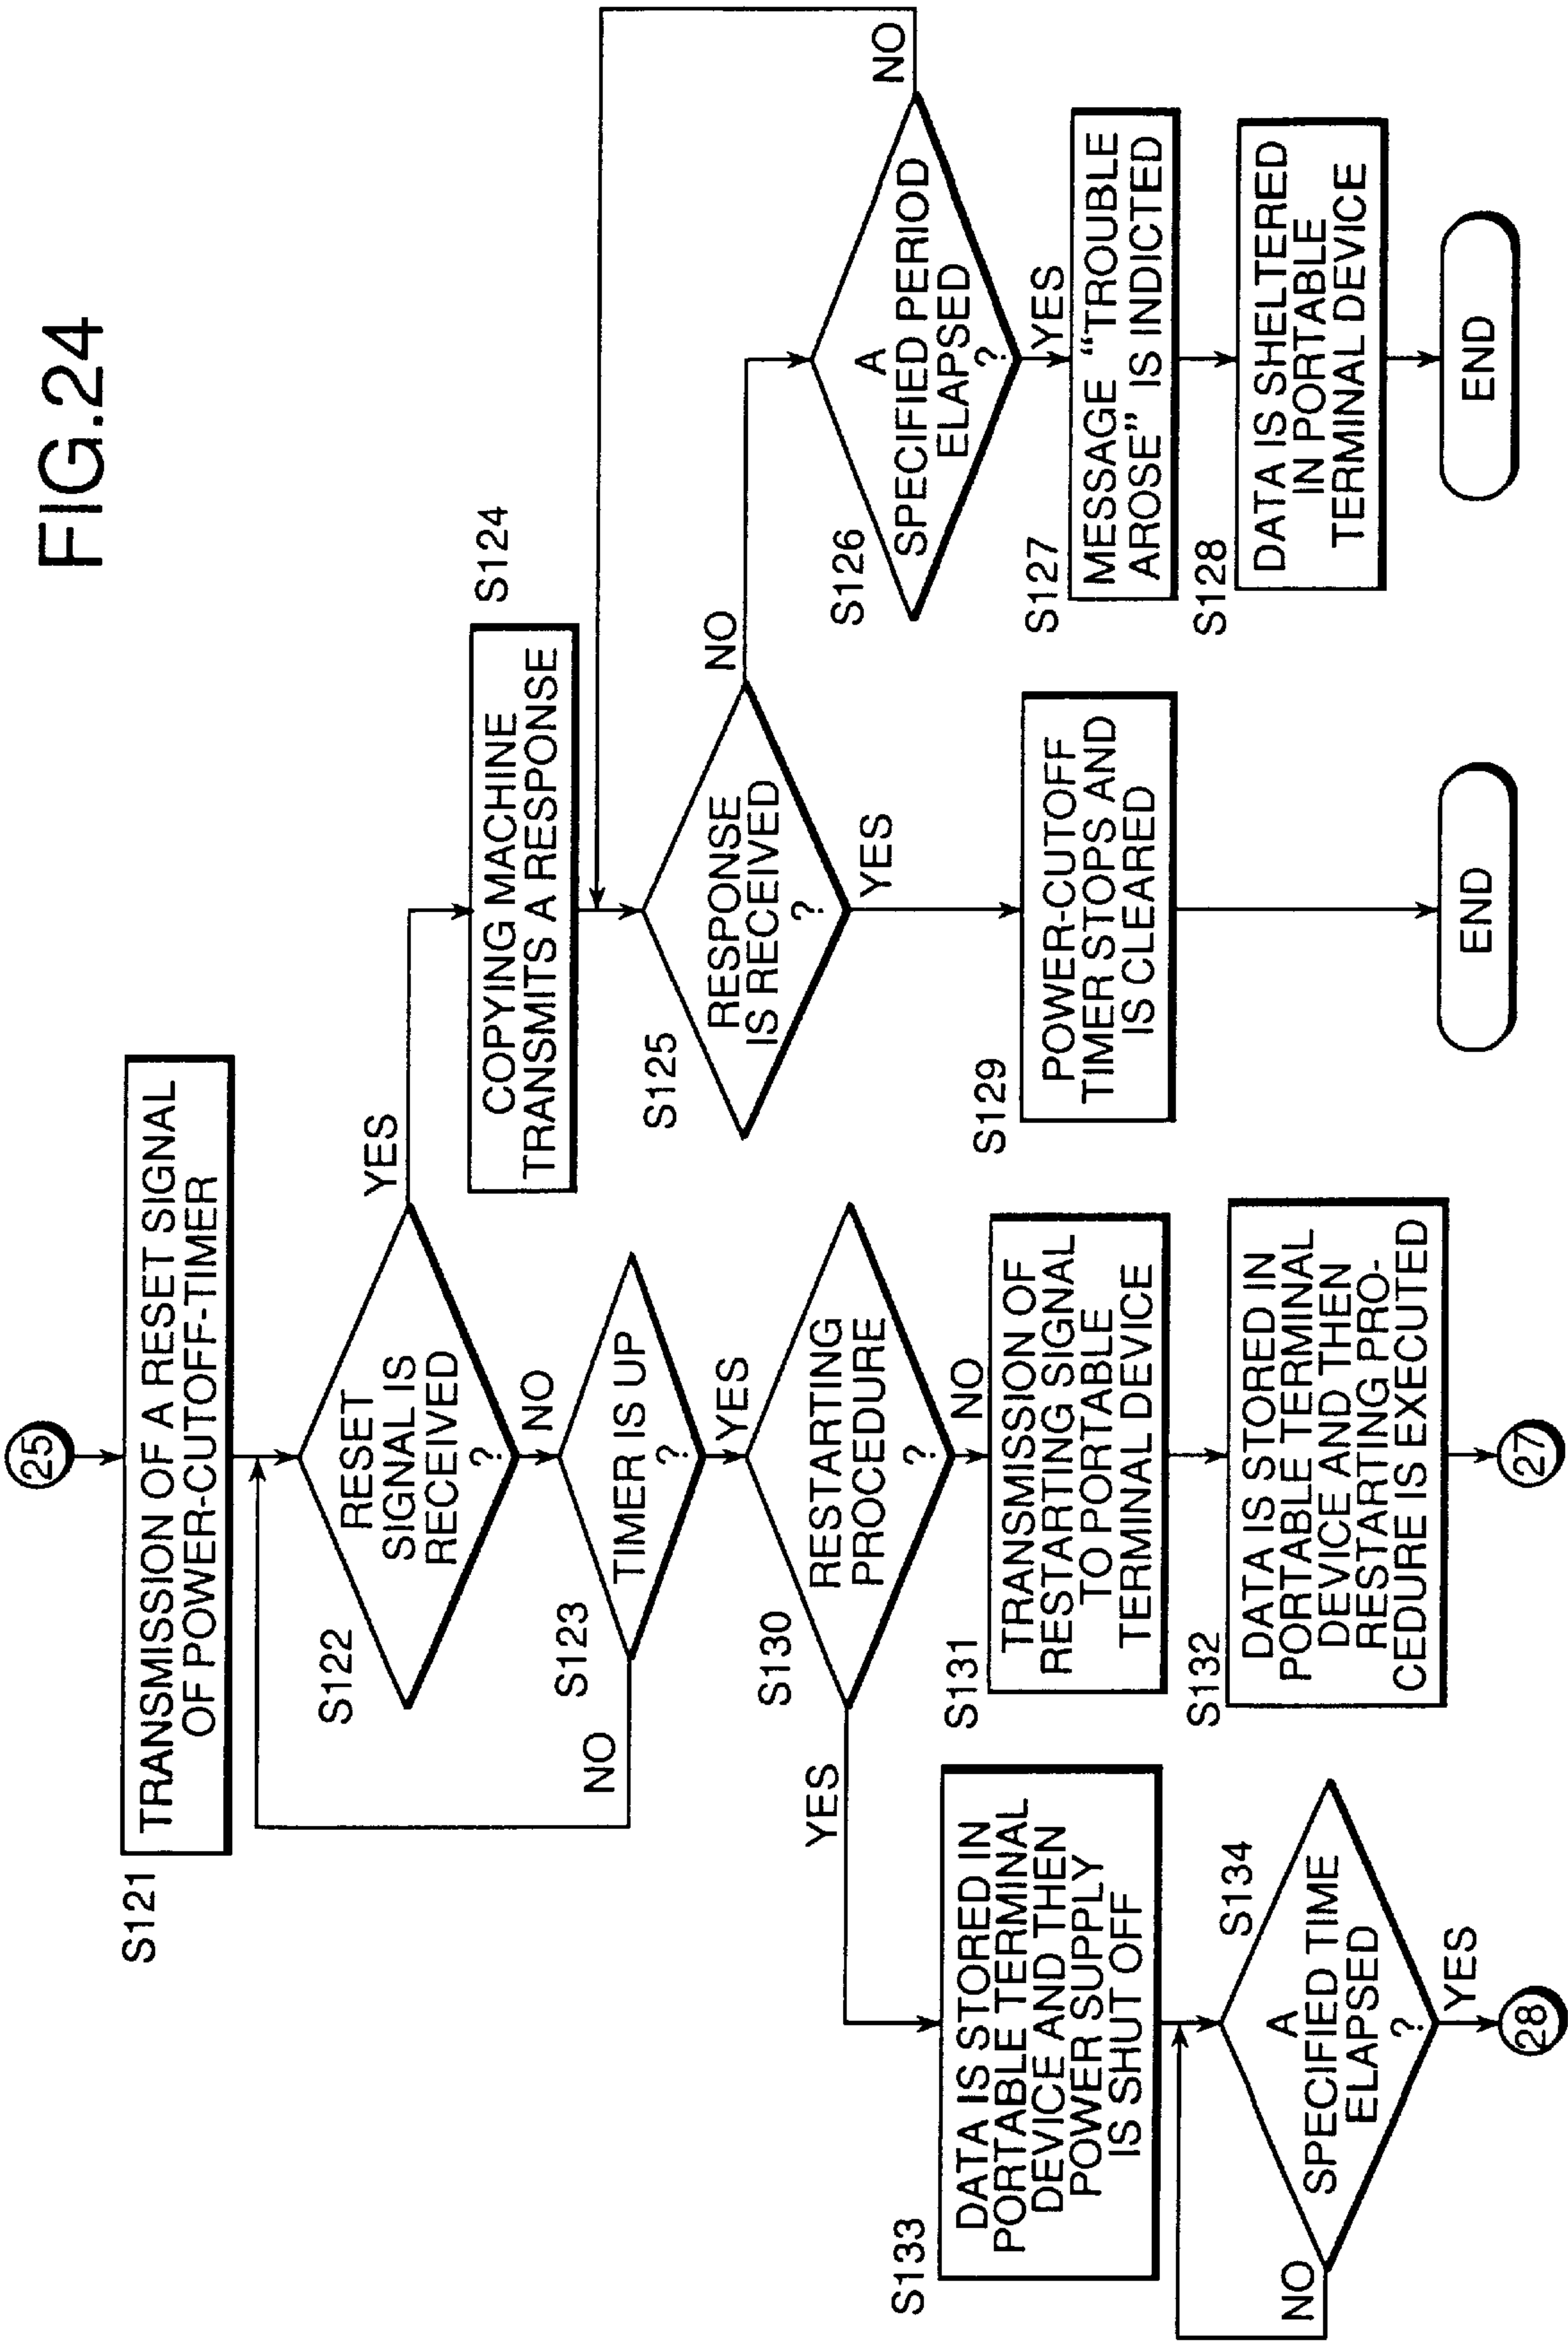 FIG.24
25
S121
TRANSMISSION OF A RESET SIGNAL
OF POWER-CUTOFF-TIMER
S122
RESET
SIGNAL IS
RECEIVED
?
YES
NO
S123
TIMER IS UP
?
NO
YES
S130
RESTARTING
PROCEDURE
?
YES
NO
S131
TRANSMISSION OF
RESTARTING SIGNAL
TO PORTABLE
TERMINAL DEVICE
S132
DATA IS STORED IN
PORTABLE TERMINAL
DEVICE AND THEN
RESTARTING PRO-
CEDURE IS EXECUTED
27
S133
DATA IS STORED IN
PORTABLE TERMINAL
DEVICE AND THEN
POWER SUPPLY
IS SHUT OFF
S134
A
SPECIFIED TIME
ELAPSED
?
NO
YES
28
S124
COPYING MACHINE
TRANSMITS A RESPONSE
S125
RESPONSE
IS RECEIVED
?
NO
YES
S129
POWER-CUTOFF
TIMER STOPS AND
IS CLEARED
END
S126
A
SPECIFIED PERIOD
ELAPSED
?
NO
YES
S127
MESSAGE "TROUBLE
AROSE" IS INDICTED
S128
DATA IS SHELTERED
IN PORTABLE
TERMINAL DEVICE
END